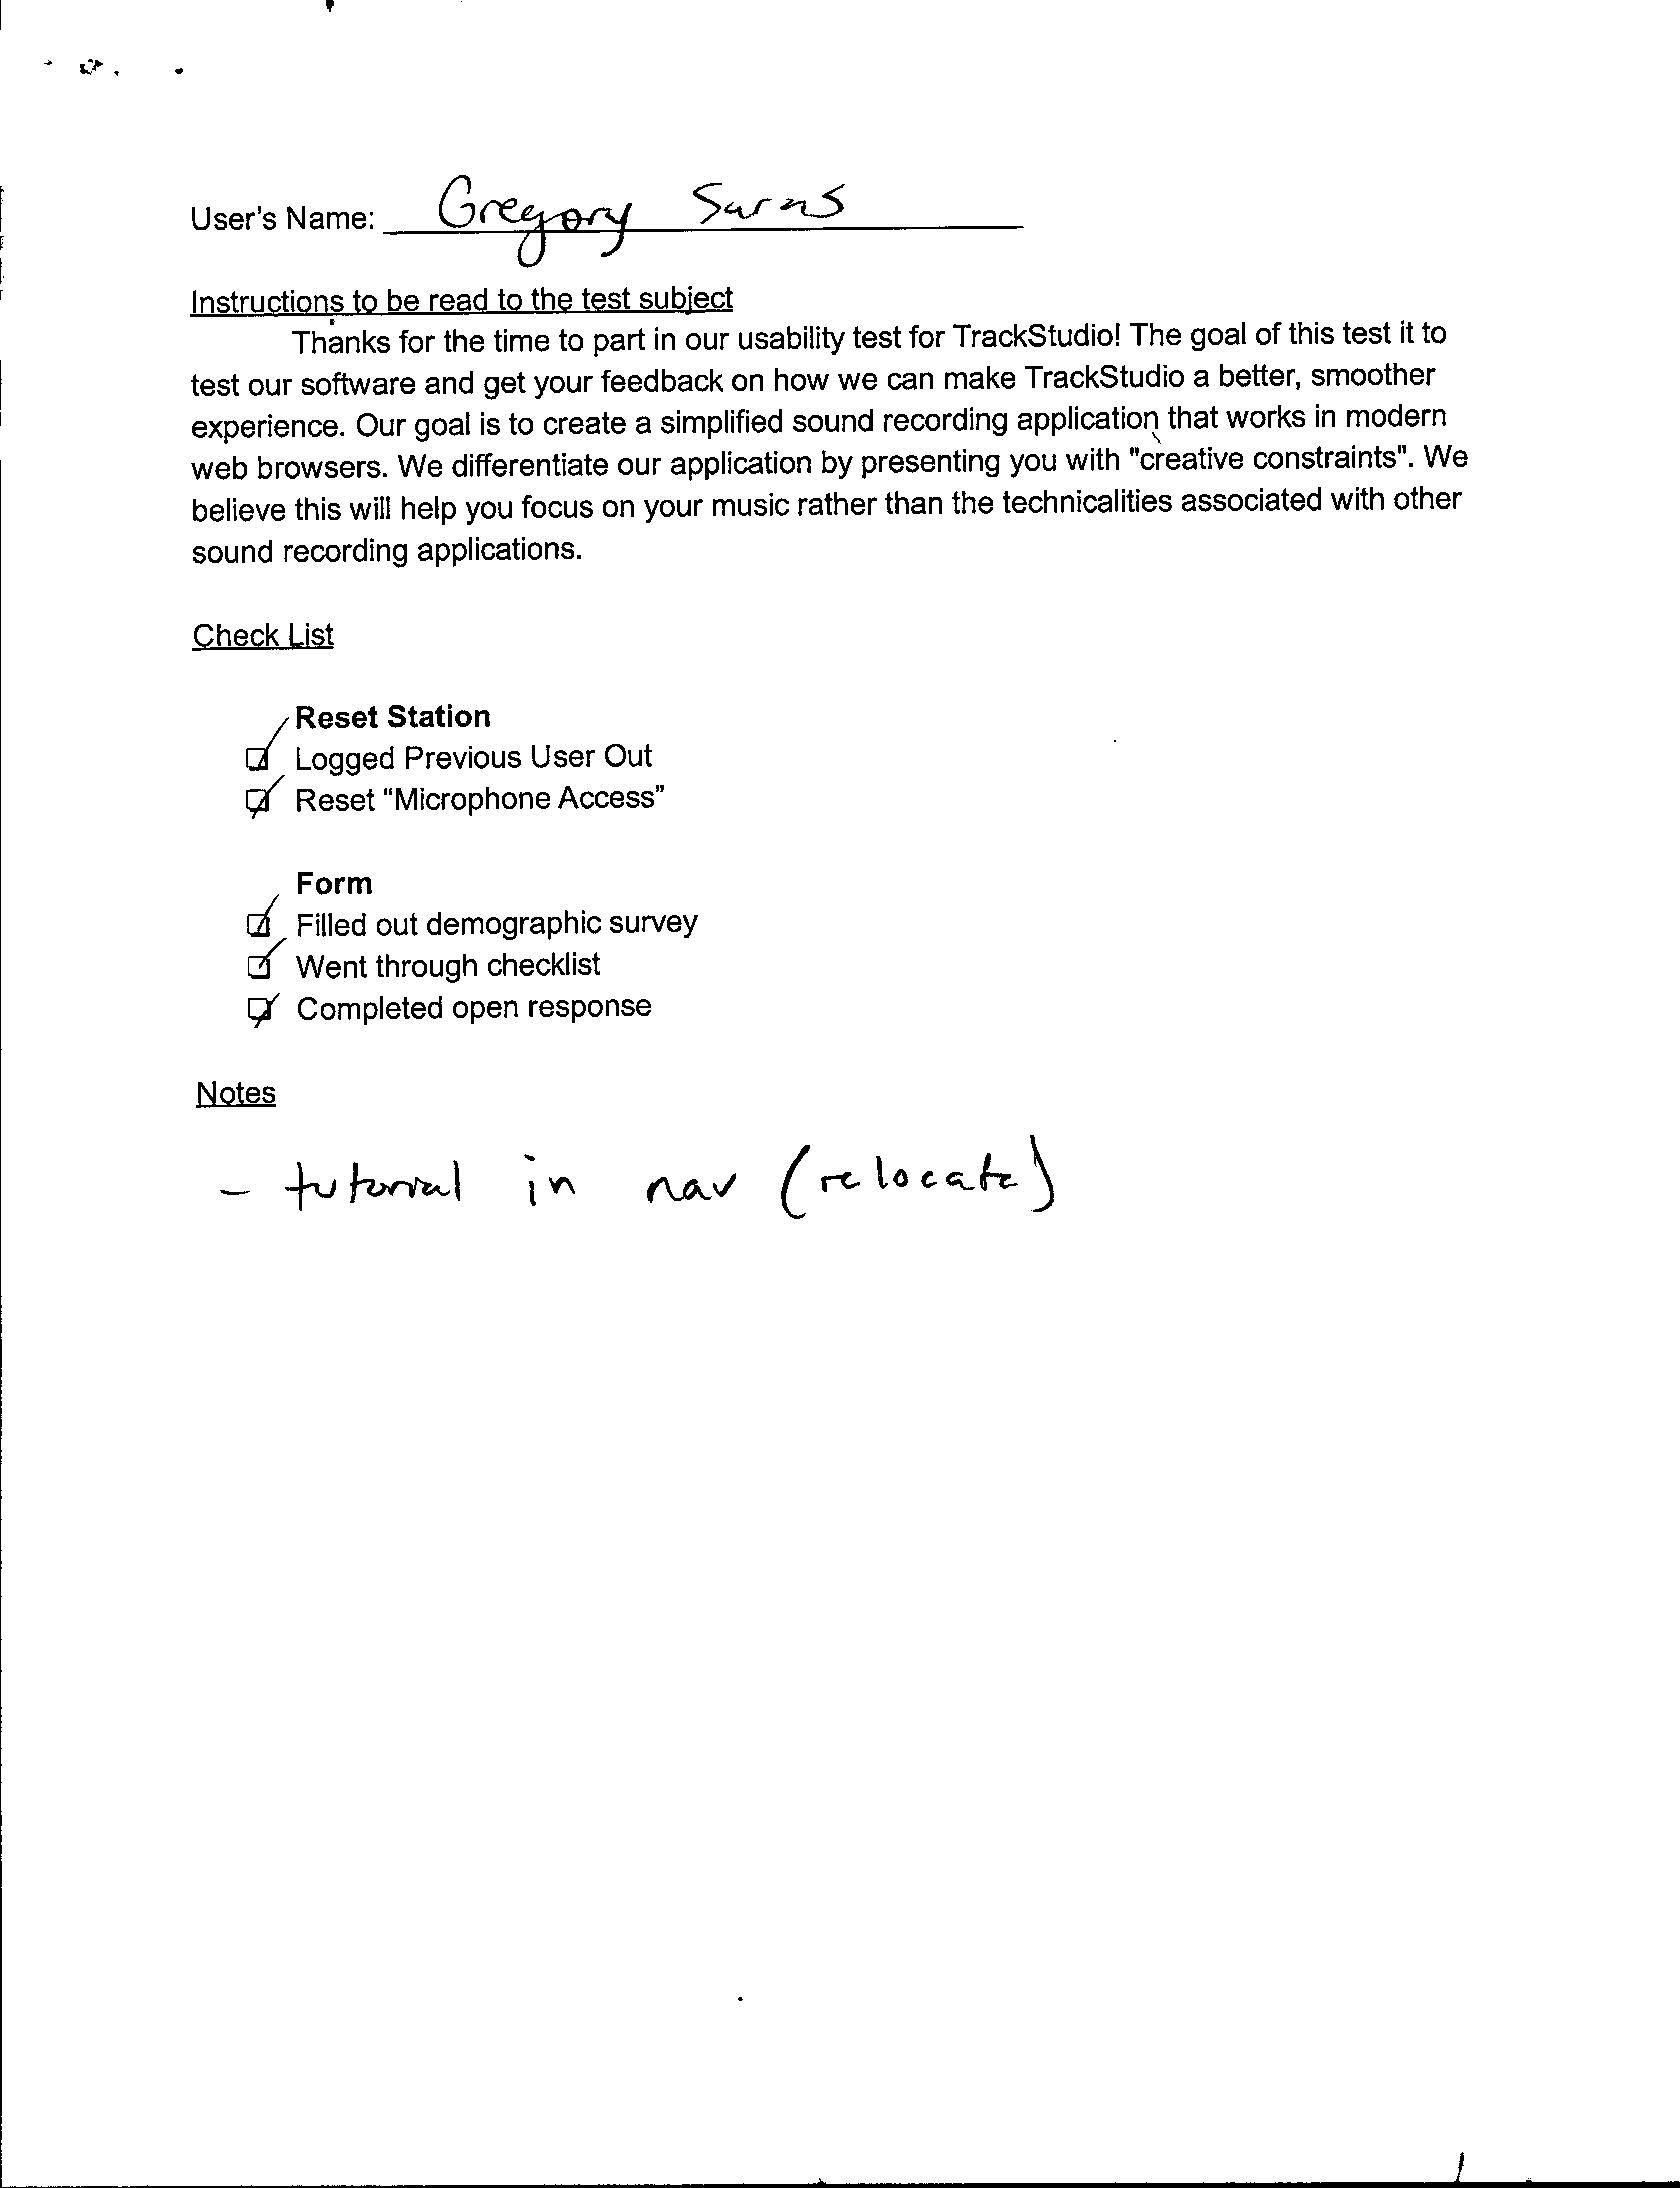 User's Name: Gregory
Instructions to be read to the test subject
Thanks for the time to part in our usability test for TrackStudio! The goal of this test it to
test our software and get your feedback on how we can make TrackStudio a better, smoother
experience. Our goal is to create a simplified sound recording application that works in modern
web browsers. We differentiate our application by presenting you with "creative constraints". We
believe this will help you focus on your music rather than the technicalities associated with other
sound recording applications.
Check List
Reset Station
Logged Previous User Out
Reset “Microphone Access”
Form
Filled out demographic survey
Went through checklist
Completed open response
Notes
- tutorial in nav (relocate)